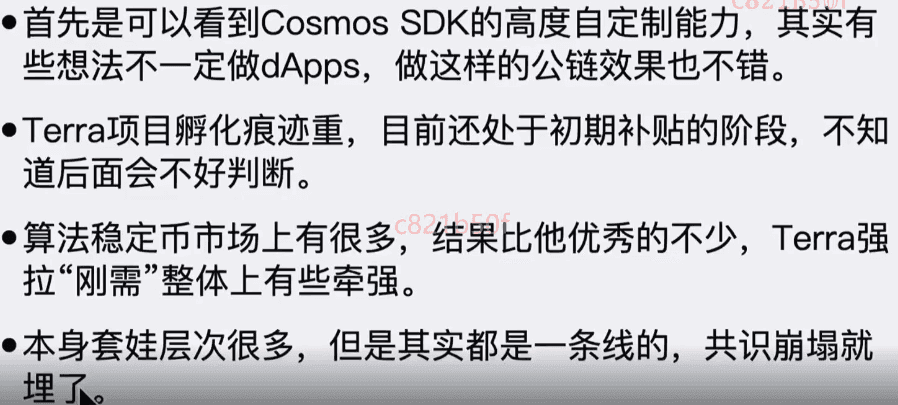 c821b50f
•首先是可以看到Cosmos SDK的高度自定制能力，其实有
些想法不一定做dApps，做这样的公链效果也不错。
•Terra项目孵化痕迹重，目前还处于初期补贴的阶段，不知
道后面会不好判断。
c821b50f
•算法稳定币市场上有很多，结果比他优秀的不少，Terra强
拉“刚需”整体上有些牵强。
•本身套娃层次很多，但是其实都是一条线的，共识崩塌就
埋了。